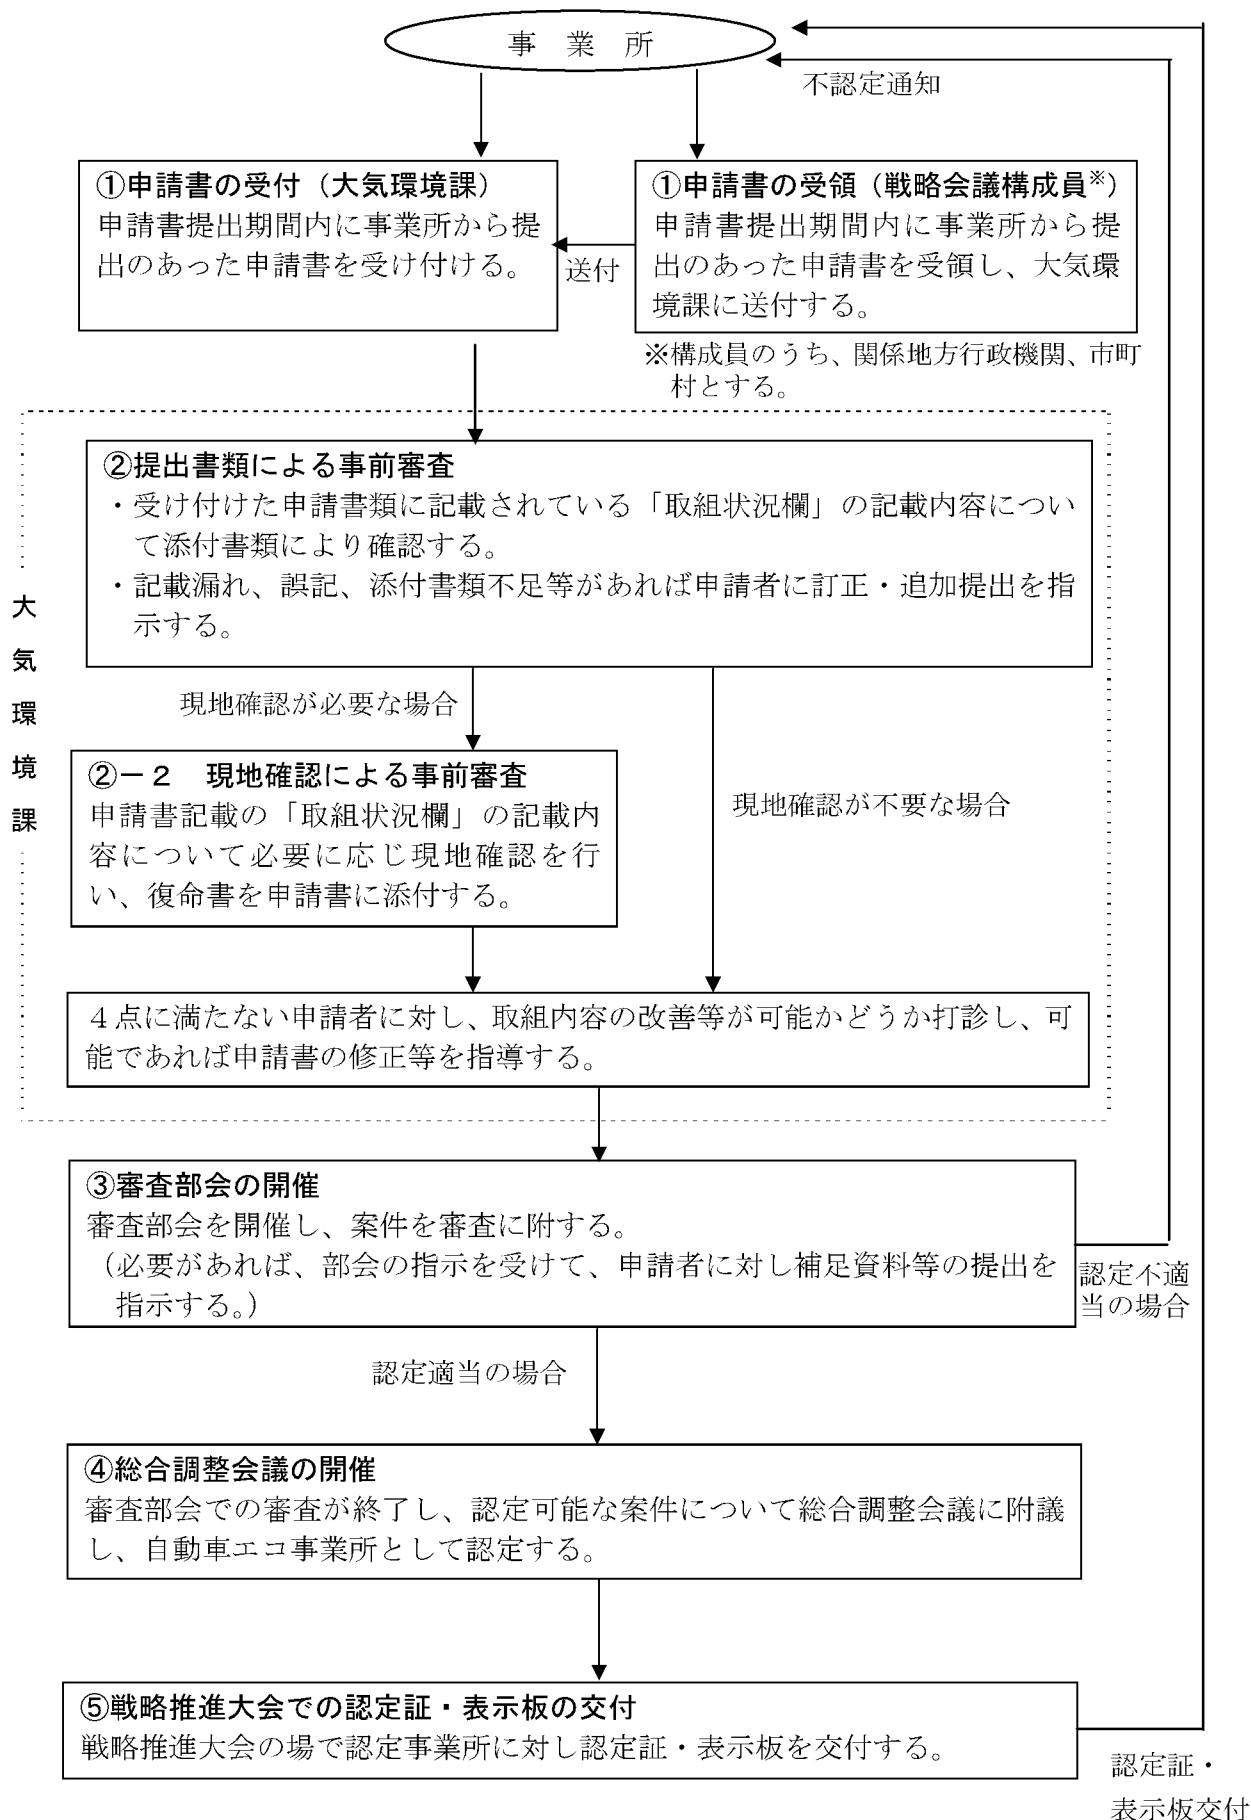 事　業　所
不認定通知
①申請書の受付（大気環境課）
申請書提出期間内に事業所から提
出のあった申請書を受け付ける。
送付
①申請書の受領（戦略会議構成員※）
申請書提出期間内に事業所から提
出のあった申請書を受領し、大気環
境課に送付する。
※構成員のうち、関係地方行政機関、市町
村とする。
大気環境課
②提出書類による事前審査
・受け付けた申請書類に記載されている「取組状況欄」の記載内容につい
て添付書類により確認する。
・記載漏れ、誤記、添付書類不足等があれば申請者に訂正・追加提出を指
示する。
現地確認が必要な場合
②－２　現地確認による事前審査
申請書記載の「取組状況欄」の記載内
容について必要に応じ現地確認を行
い、復命書を申請書に添付する。
現地確認が不要な場合
４点に満たない申請者に対し、取組内容の改善等が可能かどうか打診し、可
能であれば申請書の修正等を指導する。
③審査部会の開催
審査部会を開催し、案件を審査に附する。
（必要があれば、部会の指示を受けて、申請者に対し補足資料等の提出を
指示する。）
認定不適
当の場合
認定適当の場合
④総合調整会議の開催
審査部会での審査が終了し、認定可能な案件について総合調整会議に附議
し、自動車エコ事業所として認定する。
⑤戦略推進大会での認定証・表示板の交付
戦略推進大会の場で認定事業所に対し認定証・表示板を交付する。
認定証・
表示板交付